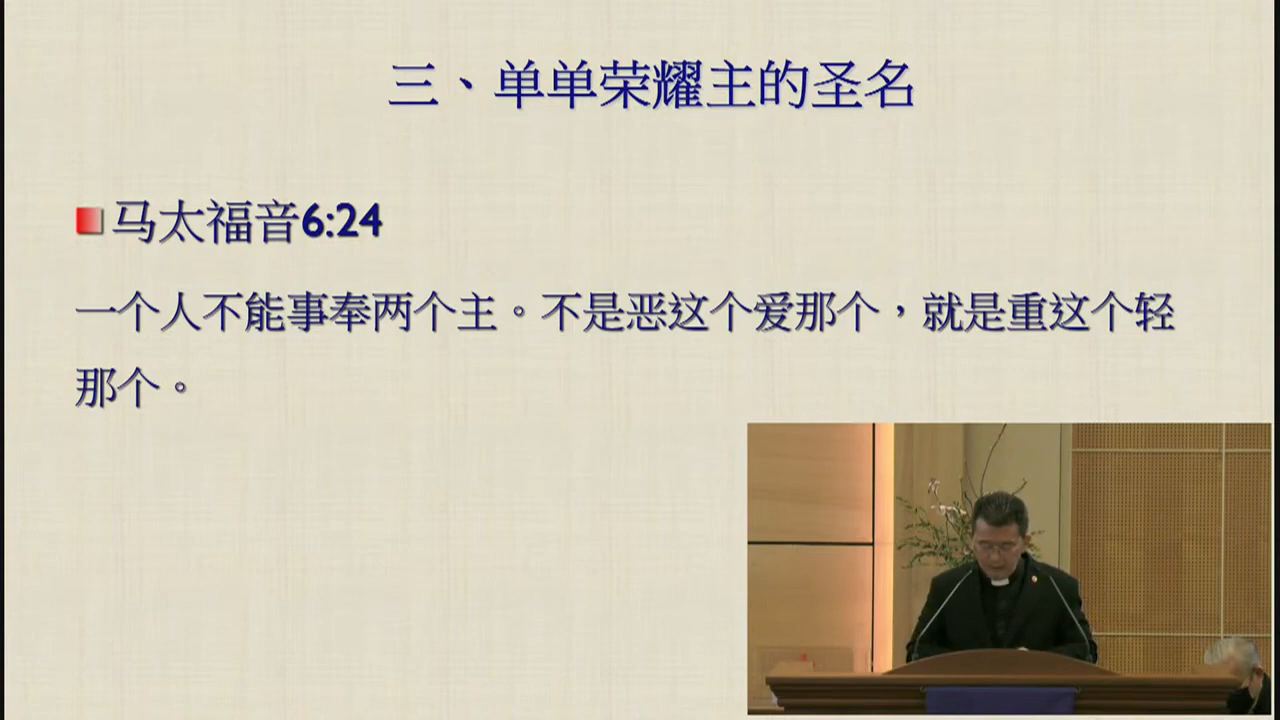 三、单单荣耀主的圣名
马太福音6:24
一个人不能事奉两个主。不是恶这个爱那个，就是重这个轻
那个。